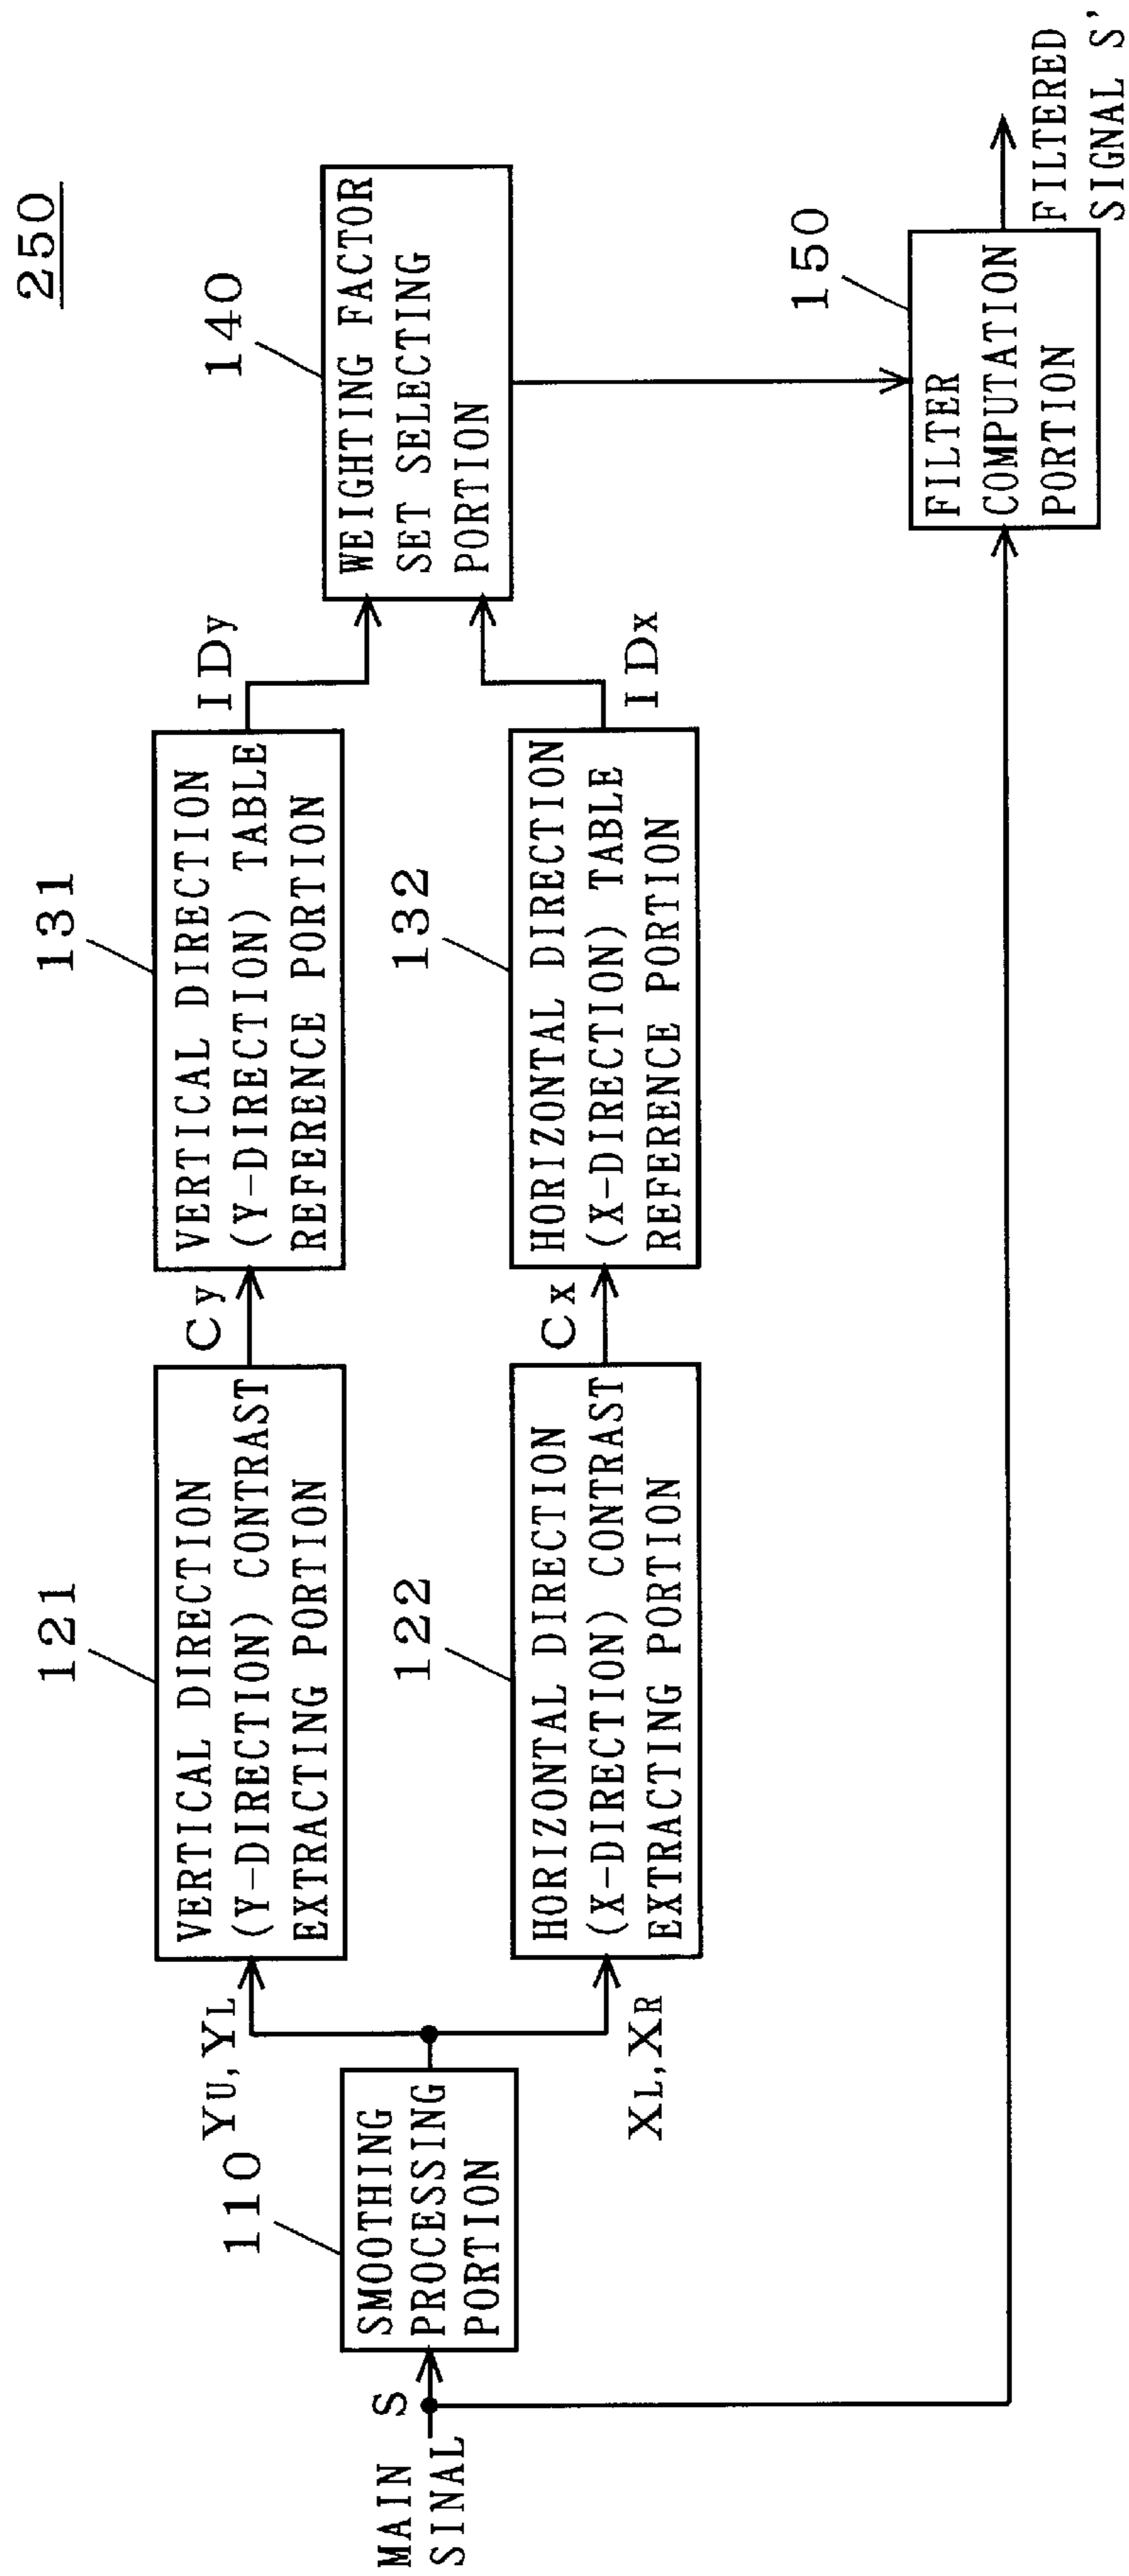 250
MAIN
SINAL
S
110
SMOOTHING
PROCESSING
PORTION
YU, YL
XL, XR
121
VERTICAL DIRECTION
(Y-DIRECTION) CONTRAST
EXTRACTING PORTION
122
HORIZONTAL DIRECTION
(X-DIRECTION) CONTRAST
EXTRACTING PORTION
Cy
Cx
131
VERTICAL DIRECTION
(Y-DIRECTION) TABLE
REFERENCE PORTION
132
HORIZONTAL DIRECTION
(X-DIRECTION) TABLE
REFERENCE PORTION
IDy
IDx
140
WEIGHTING FACTOR
SET SELECTING
PORTION
150
FILTER
COMPUTATION
PORTION
FILTERED
SIGNAL S'